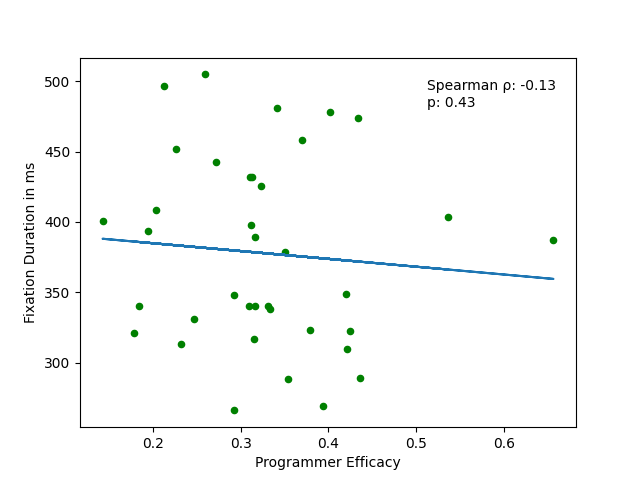 Spearman ρ: -0.13
p: 0.43
500
450
400
350
300
Fixation Duration in ms
0.2 0.3 0.4 0.5 0.6
Programmer Efficacy